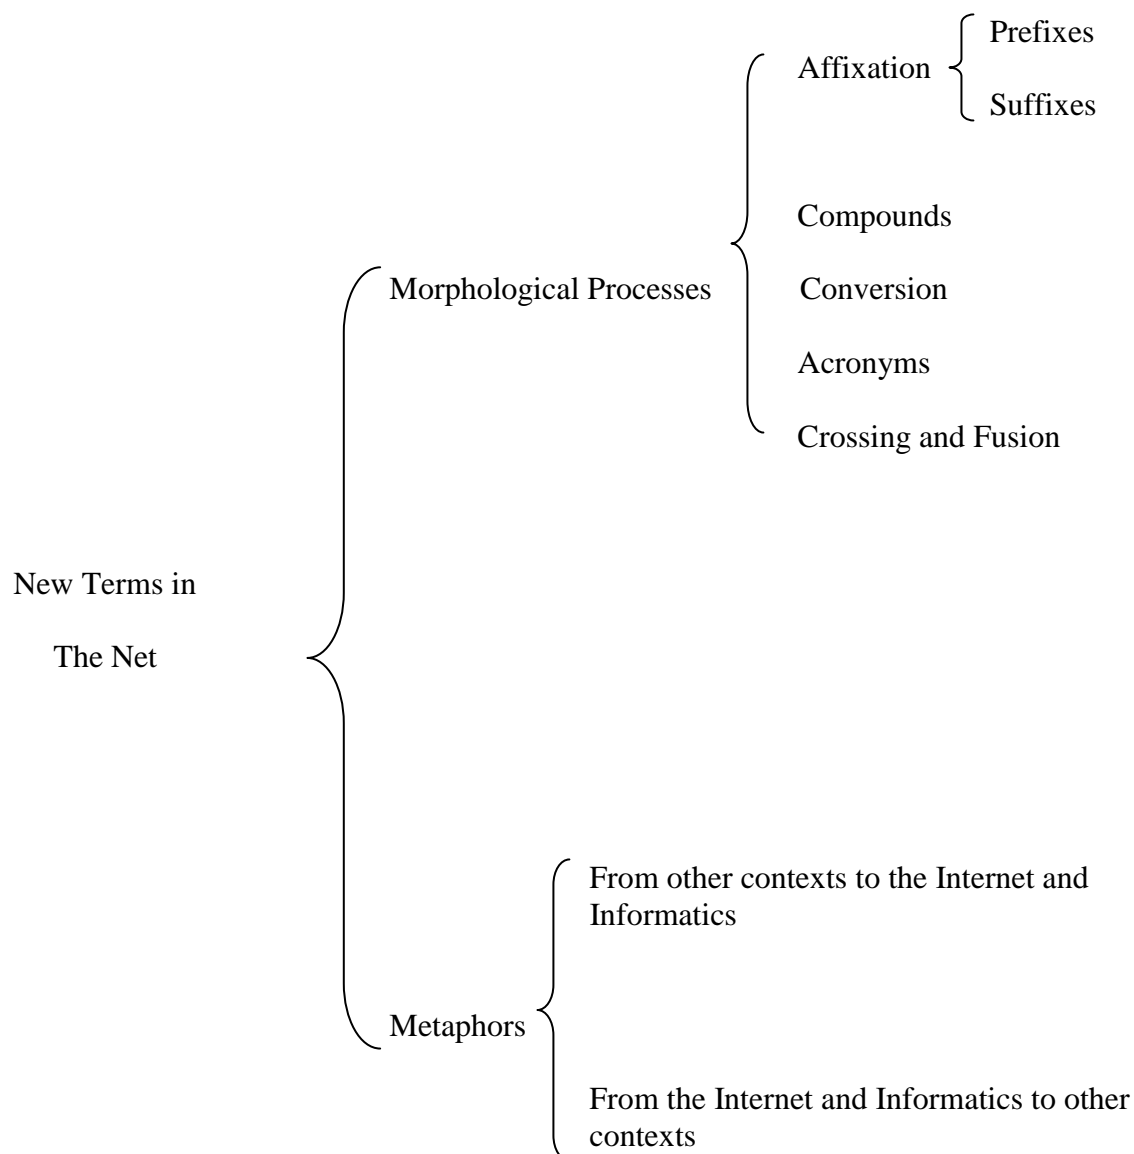 Prefixes
Affixation
Suffixes
Compounds
Morphological Processes
Conversion
Acronyms
Crossing and Fusion
New Terms in
The Net
From other contexts to the Internet and
Informatics
Metaphors
From the Internet and Informatics to other
contexts